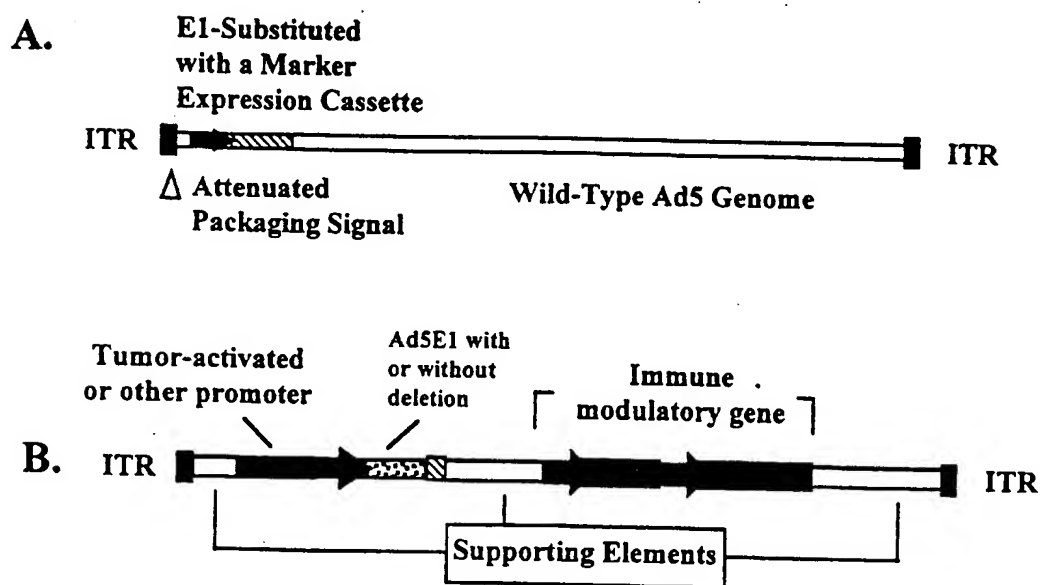 A.
E1-Substituted
with a Marker
Expression Cassette
ITR
ITR
Δ Attenuated
Packaging Signal
Wild-Type Ad5 Genome
Tumor-activated
or other promoter
Ad5E1 with
or without
deletion
Immune
modulatory gene
B.
ITR
ITR
Supporting Elements